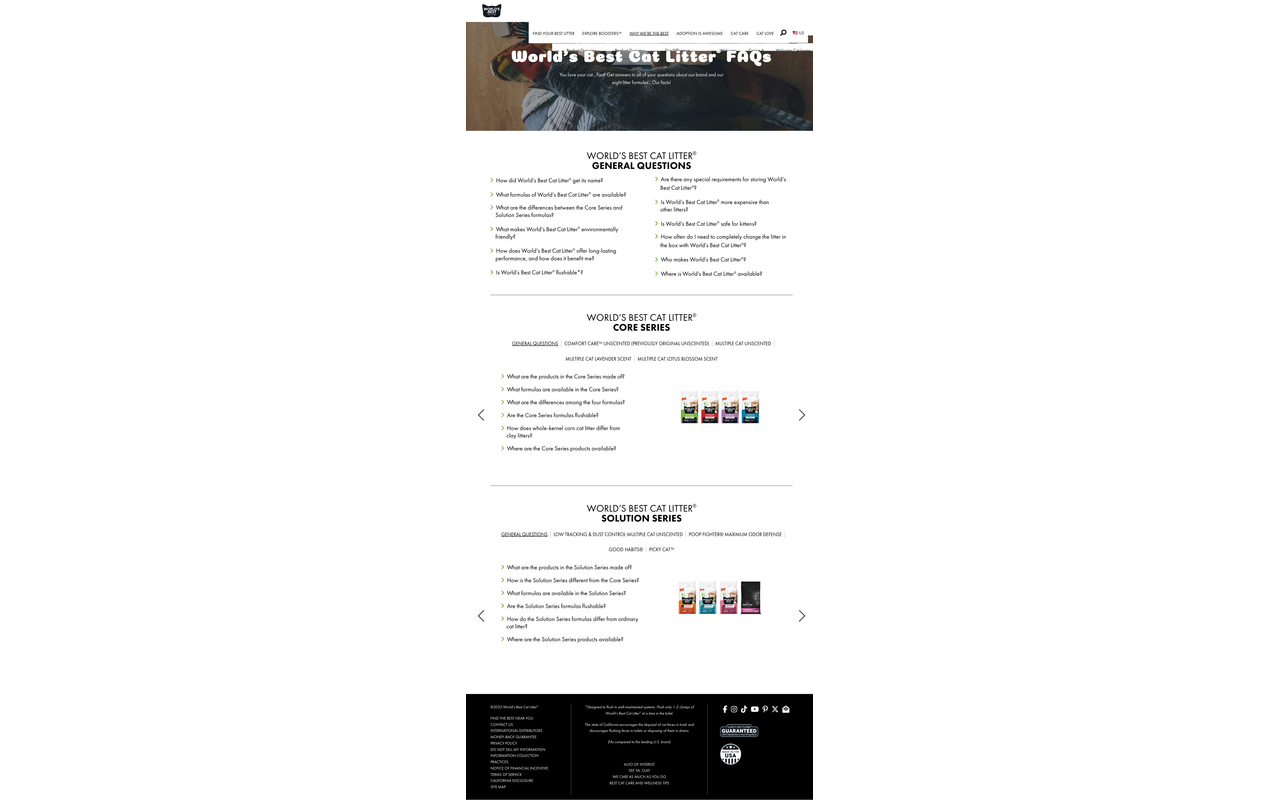 WORLD'S BEST
FIND YOUR BEST LITTER
EXPLORE BOOSTERS™
WHY WE'RE THE BEST
ADOPTION IS AWESOME
CAT CARE
CAT LOVE
US
World's Best Cat Litter FAQs
You love your cat...Fact! Get answers to all of your questions about our brand and our
eight litter formulas'...Our facts!
WORLD'S BEST CAT LITTER®
GENERAL QUESTIONS
How did World's Best Cat Litter® get its name?
What formulas of World's Best Cat Litter® are available?
What are the differences between the Core Series and
Solution Series formulas?
What makes World's Best Cat Litter® environmentally
friendly?
How does World's Best Cat Litter® offer long-lasting
performance, and how does it benefit me?
Is World's Best Cat Litter® flushable*?
Are there any special requirements for storing World's
Best Cat Litter®?
Is World's Best Cat Litter® more expensive than
other litters?
Is World's Best Cat Litter® safe for kittens?
How often do I need to completely change the litter in
the box with World's Best Cat Litter®?
Who makes World's Best Cat Litter®?
Where is World's Best Cat Litter® available?
WORLD'S BEST CAT LITTER®
CORE SERIES
GENERAL QUESTIONS | COMFORT CARE™ UNSCENTED (PREVIOUSLY ORIGINAL UNSCENTED) | MULTIPLE CAT UNSCENTED |
MULTIPLE CAT LAVENDER SCENT | MULTIPLE CAT LOTUS BLOSSOM SCENT
What are the products in the Core Series made of?
What formulas are available in the Core Series?
What are the differences among the four formulas?
Are the Core Series formulas flushable?
How does whole-kernel corn cat litter differ from
clay litters?
Where are the Core Series products available?
WORLD'S BEST CAT LITTER®
SOLUTION SERIES
GENERAL QUESTIONS | LOW TRACKING & DUST CONTROL MULTIPLE CAT UNSCENTED | POOP FIGHTER® MAXIMUM ODOR DEFENSE |
GOOD HABITS® | PICKY CAT™
What are the products in the Solution Series made of?
How is the Solution Series different from the Core Series?
What formulas are available in the Solution Series?
Are the Solution Series formulas flushable?
How do the Solution Series formulas differ from ordinary
cat litter?
Where are the Solution Series products available?
©2025 World's Best Cat Litter®
FIND THE BEST NEAR YOU
CONTACT US
INTERNATIONAL DISTRIBUTORS
MONEY-BACK GUARANTEE
PRIVACY POLICY
DO NOT SELL MY INFORMATION
INFORMATION COLLECTION
PRACTICES
NOTICE OF FINANCIAL INCENTIVE
TERMS OF SERVICE
CALIFORNIA DISCLOSURE
SITE MAP
*Designed to flush in well-maintained systems. Flush only 1-2 clumps of
World's Best Cat Litter® at a time in the toilet.
The state of California encourages the disposal of cat feces in trash and
discourages flushing feces in toilets or disposing of them in drains.
†As compared to the leading U.S. brand.
ALSO OF INTEREST
SEE YA, CLAY
WE CARE AS MUCH AS YOU DO
BEST CAT CARE AND WELLNESS TIPS
GUARANTEED
USA